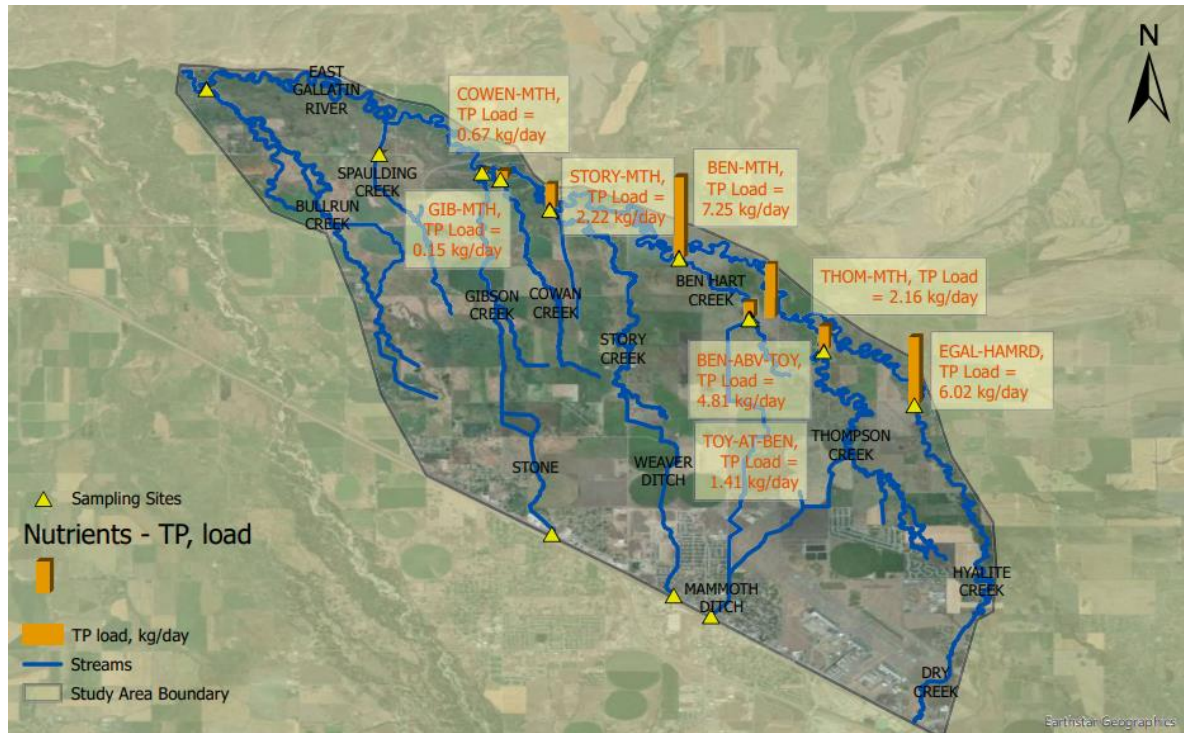 N
EAST
GALLATIN
RIVER
COWEN-MTH,
TP Load =
0.67 kg/day
SPAULDING
CREEK
BULLRUN
CREEK
GIB-MTH,
TP Load =
0.15 kg/day
STORY-MTH,
TP Load =
2.22 kg/day
BEN-MTH,
TP Load =
7.25 kg/day
BEN HART
CREEK
THOM-MTH, TP Load
= 2.16 kg/day
GIBSON
CREEK
COWAN
CREEK
STORY
CREEK
BEN-ABV-TOY,
TP Load =
4.81 kg/day
EGAL-HAMRD,
TP Load =
6.02 kg/day
TOY-AT-BEN,
TP Load =
1.41 kg/day
THOMPSON
CREEK
STONE
WEAVER
DITCH
MAMMOTH
DITCH
HYALITE
CREEK
DRY
CREEK
Sampling Sites
Nutrients - TP, load
TP load, kg/day
Streams
Study Area Boundary
Earthstar Geographics